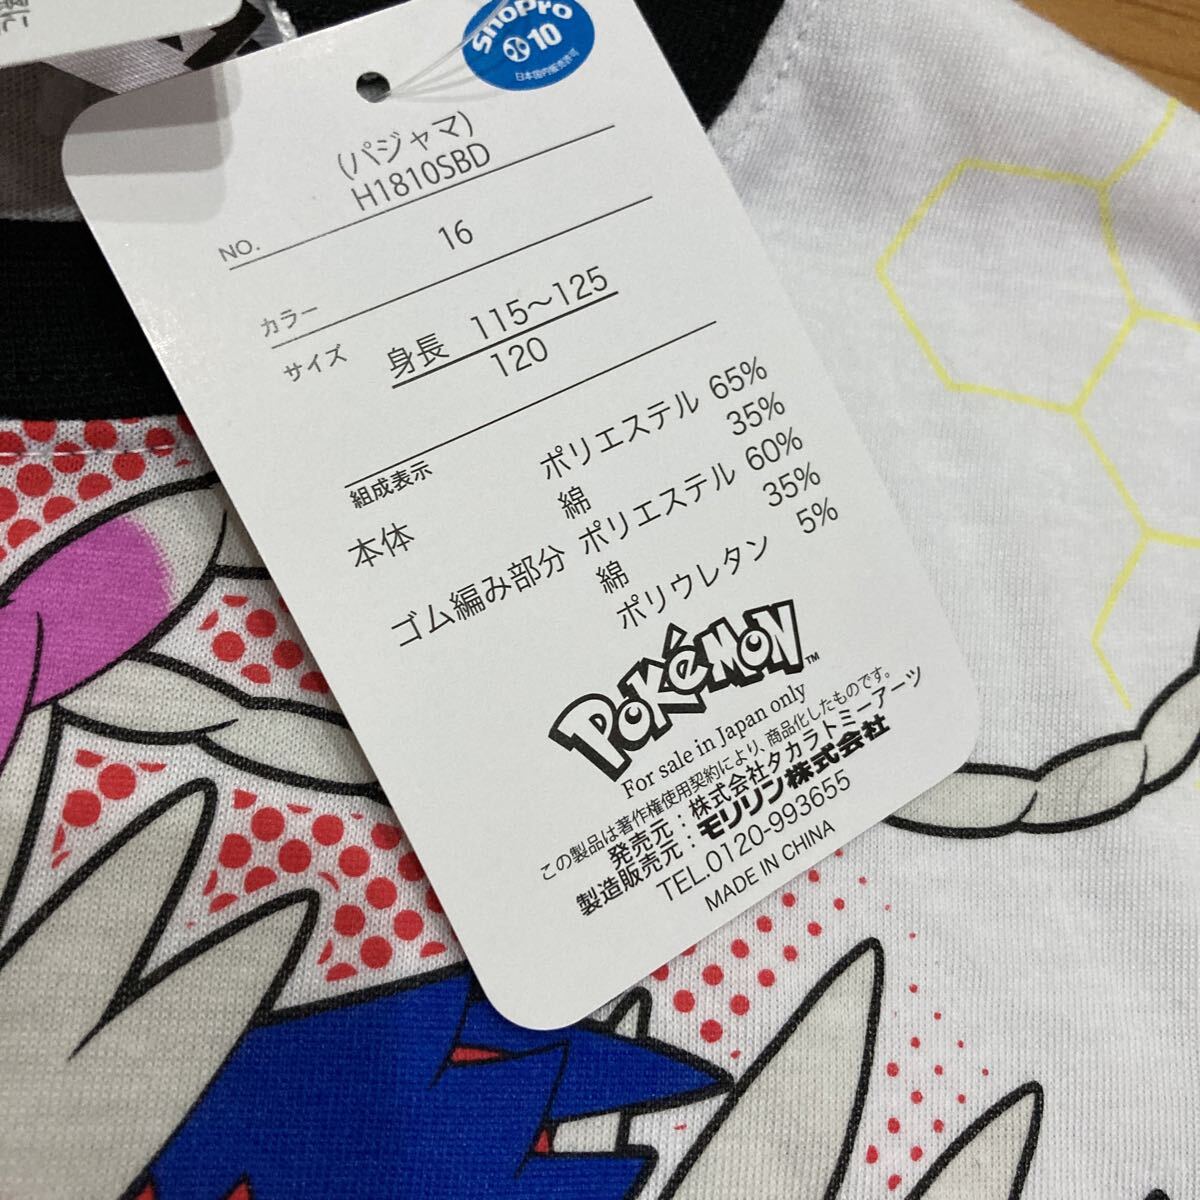 ShoPro
10
日本国内販売許可
(パジャマ)
NO. H1810SBD
カラー 16
サイズ 身長 115〜125
120
組成表示
本体 ポリエステル 65%
綿 35%
ゴム編み部分 ポリエステル 60%
綿 35%
ポリウレタン 5%
POKéMON™
For sale in Japan only
この製品は著作権使用契約により、商品化したものです。
発売元:株式会社タカラトミーアーツ
製造販売元:モリリン株式会社
TEL.0120-993655
MADE IN CHINA